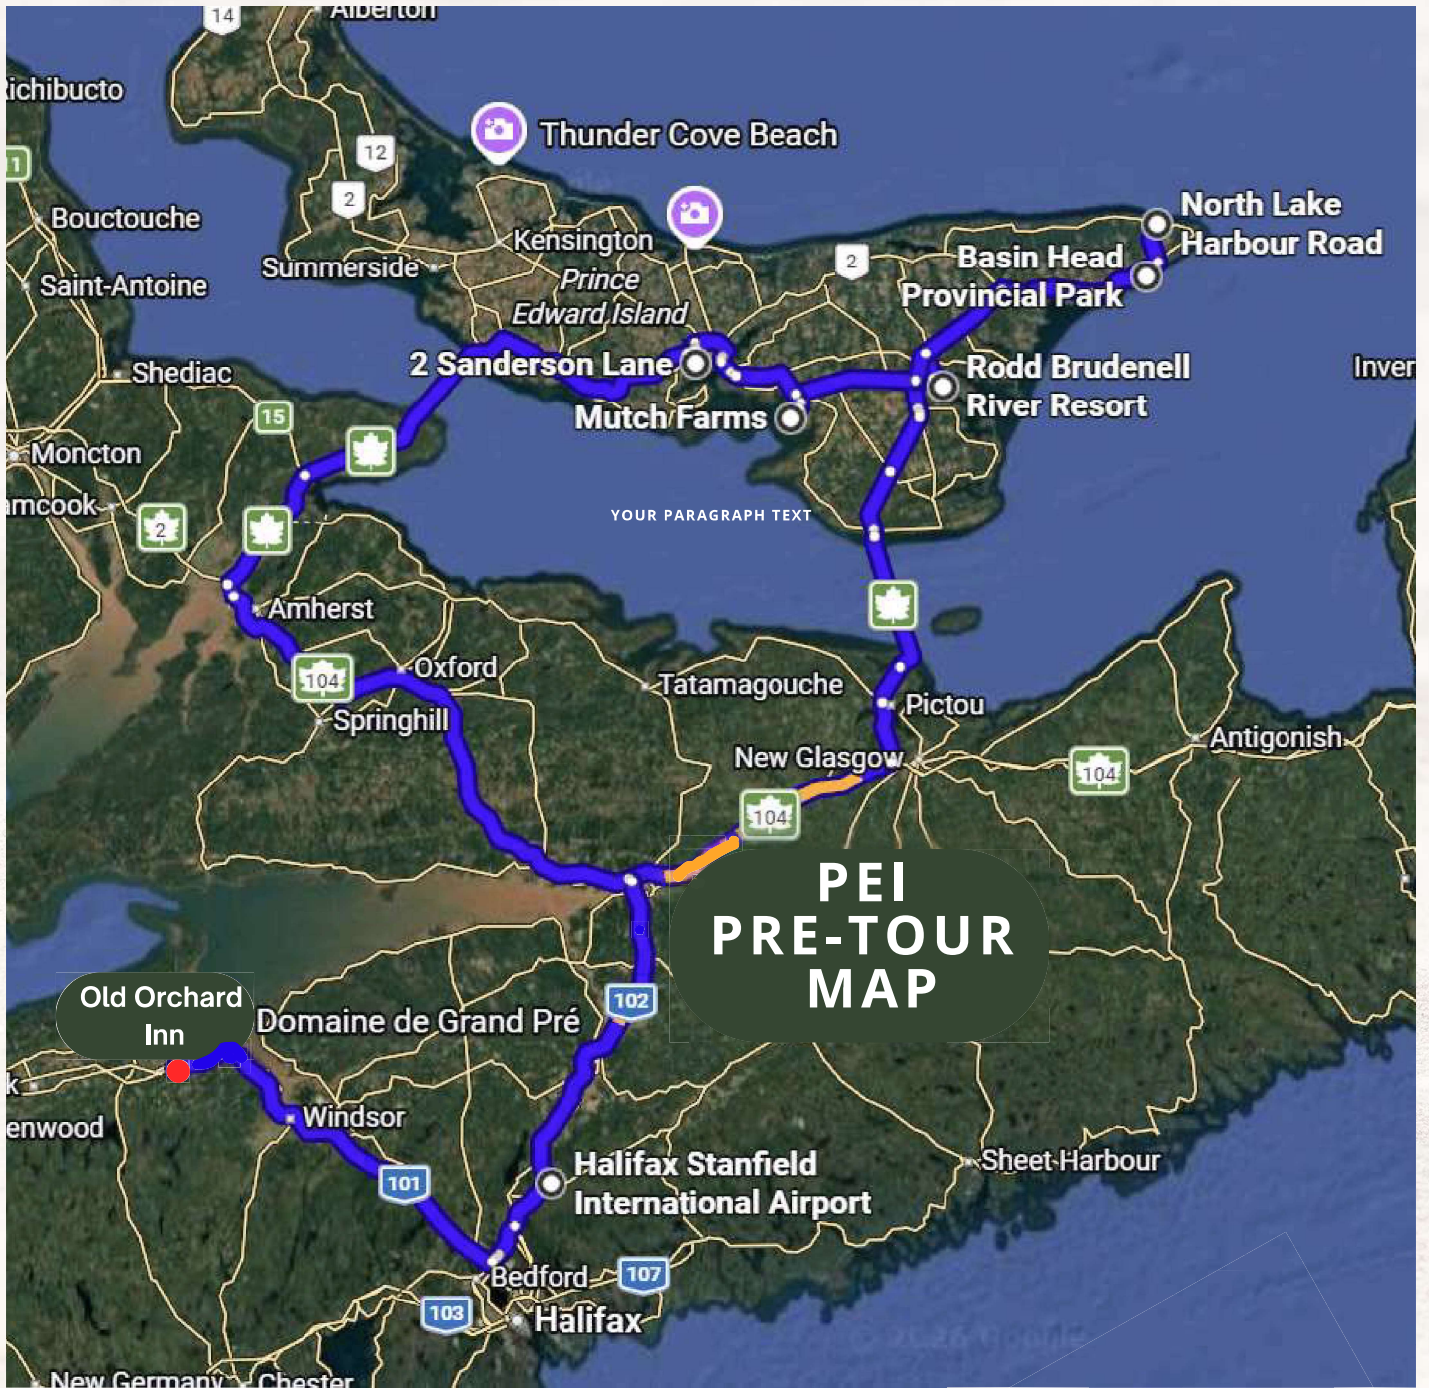 14
Alberton
ichibucto
Thunder Cove Beach
12
11
2
North Lake
Harbour Road
Bouctouche
Kensington
Basin Head
Provincial Park
2
Summerside
Prince
Edward Island
Saint-Antoine
2 Sanderson Lane
Rodd Brudenell
River Resort
Shediac
Inver
15
Mutch Farms
Moncton
amcook
2
YOUR PARAGRAPH TEXT
Amherst
Oxford
104
Tatamagouche
Springhill
Pictou
Antigonish
New Glasgow
104
104
PEI
PRE-TOUR
MAP
Old Orchard
Inn
102
Domaine de Grand Pré
k
enwood
Windsor
Halifax Stanfield
International Airport
Sheet Harbour
101
Bedford
107
103
Halifax
New Germany
Chester